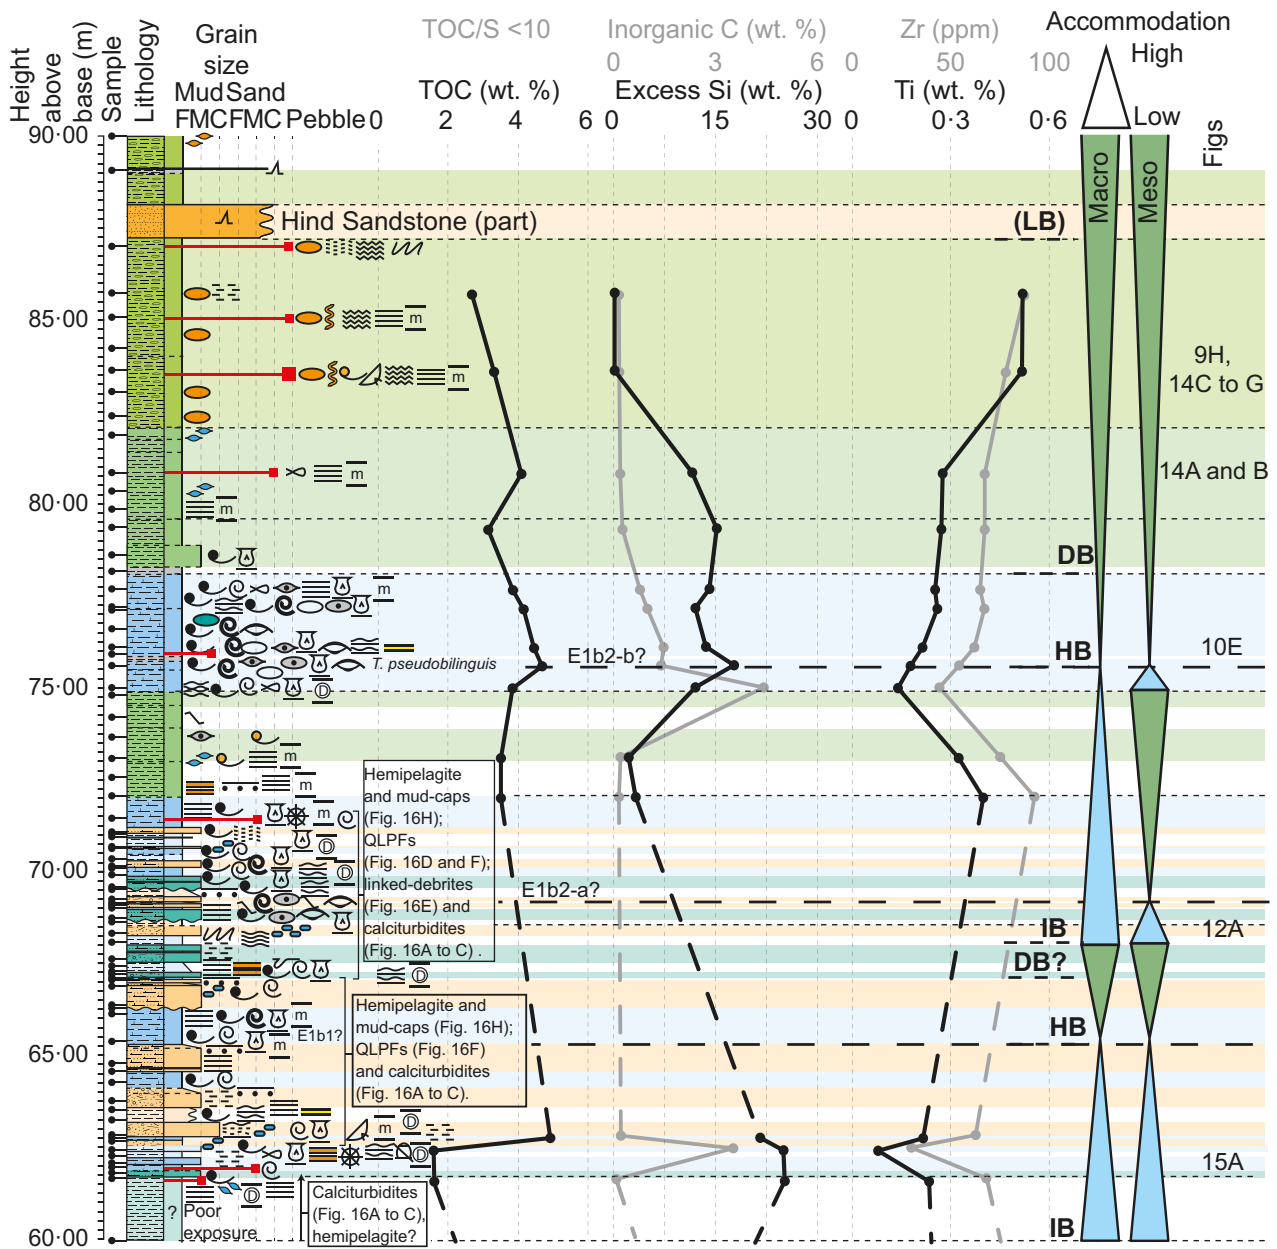 Height
above
base (m)
Sample
Lithology
Grain
size
Mud Sand
FMCFMC Pebble
TOC/S <10
0 2 4 6
TOC (wt. %)
Inorganic C (wt. %)
0 3 6
Excess Si (wt. %)
0 15 30
Zr (ppm)
0 50 100
Ti (wt. %)
0 0·3 0·6
Accommodation
High
Low
Figs
Macro
Meso
90·00
Hind Sandstone (part)
(LB)
m
85·00
m
9H,
14C to G
m
14A and B
m
80·00
m
DB
m
HB
10E
E1b2-b?
T. pseudobilinguis
75·00
D
m
m
m
Hemipelagite
and mud-caps
(Fig. 16H);
QLPFs
(Fig. 16D and F);
linked-debrites
(Fig. 16E) and
calciturbidites
(Fig. 16A to C) .
D
70·00
D
E1b2-a?
IB
12A
DB?
D
m
E1b1?
m
HB
65·00
Hemipelagite and
mud-caps (Fig. 16H);
QLPFs (Fig. 16F)
and calciturbidites
(Fig. 16A to C).
m
D
D
15A
D
?
Poor
exposure
Calciturbidites
(Fig. 16A to C),
hemipelagite?
IB
60·00